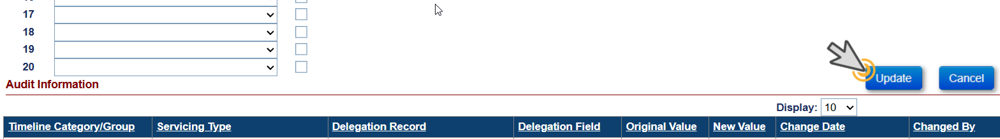 17
18
19
20
Audit Information
Update Cancel
Display: 10
Timeline Category/Group Servicing Type Delegation Record Delegation Field Original Value New Value Change Date Changed By